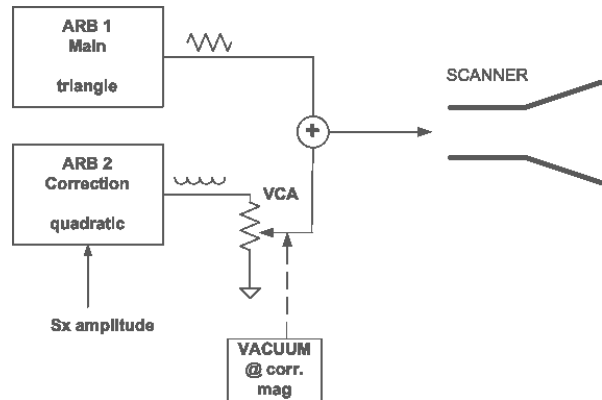 ARB 1
Main
triangle
SCANNER
+
ARB 2
Correction
quadratic
VCA
Sx amplitude
VACUUM
@ corr.
mag